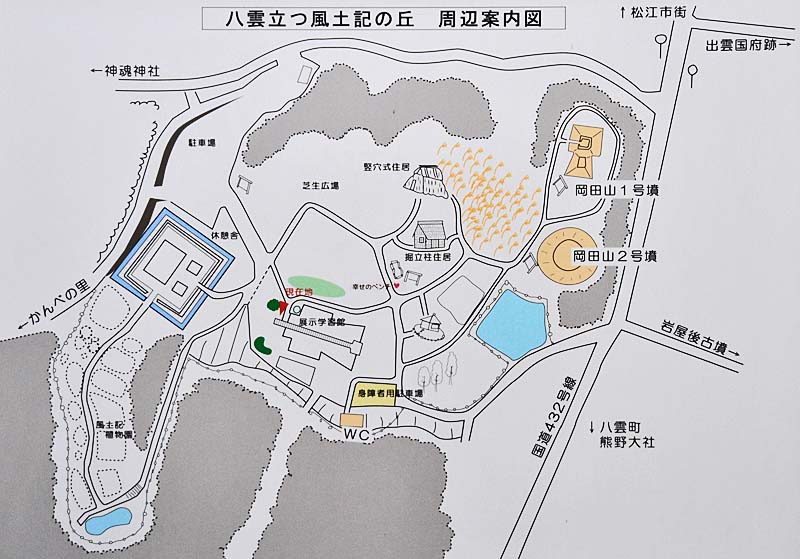 八雲立つ風土記の丘　周辺案内図
↑松江市街
出雲国府跡→
←神魂神社
駐車場
竪穴式住居
芝生広場
岡田山1号墳
休憩舎
掘立柱住居
岡田山2号墳
幸せのベンチ
現在地
←かんべの里
展示学習館
岩屋後古墳→
身障者用駐車場
国道432号線
風土記
植物園
WC
↓八雲町
熊野大社